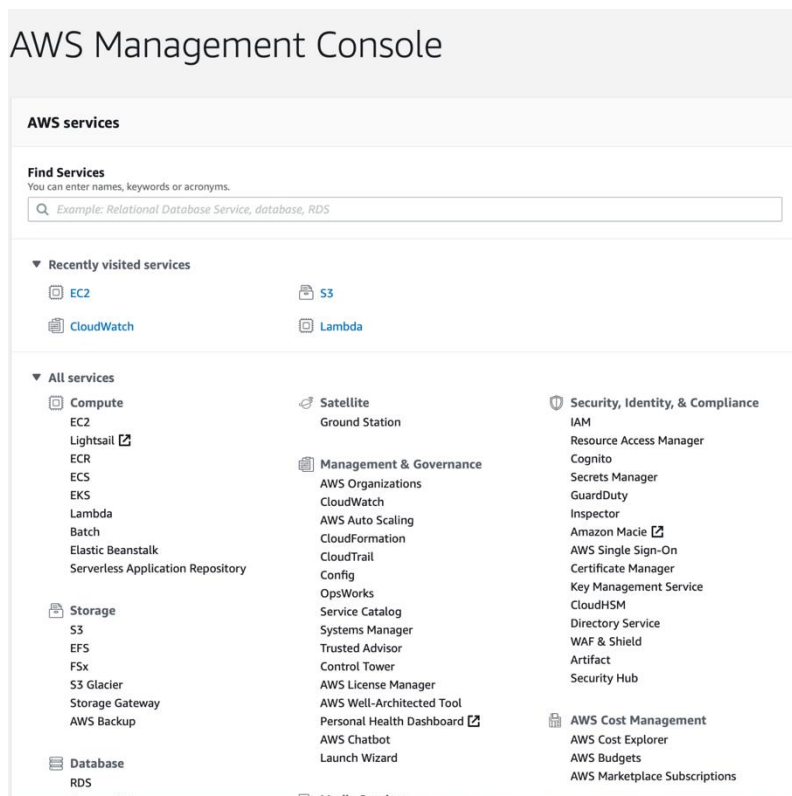 AWS Management Console
AWS services
Find Services
You can enter names, keywords or acronyms.
Example: Relational Database Service, database, RDS
Recently visited services
EC2
S3
CloudWatch
Lambda
All services
Compute
EC2
Lightsail
ECR
ECS
EKS
Lambda
Batch
Elastic Beanstalk
Serverless Application Repository
Storage
S3
EFS
FSx
S3 Glacier
Storage Gateway
AWS Backup
Database
RDS
Satellite
Ground Station
Management & Governance
AWS Organizations
CloudWatch
AWS Auto Scaling
CloudFormation
CloudTrail
Config
OpsWorks
Service Catalog
Systems Manager
Trusted Advisor
Control Tower
AWS License Manager
AWS Well-Architected Tool
Personal Health Dashboard
AWS Chatbot
Launch Wizard
Security, Identity, & Compliance
IAM
Resource Access Manager
Cognito
Secrets Manager
GuardDuty
Inspector
Amazon Macie
AWS Single Sign-On
Certificate Manager
Key Management Service
CloudHSM
Directory Service
WAF & Shield
Artifact
Security Hub
AWS Cost Management
AWS Cost Explorer
AWS Budgets
AWS Marketplace Subscriptions